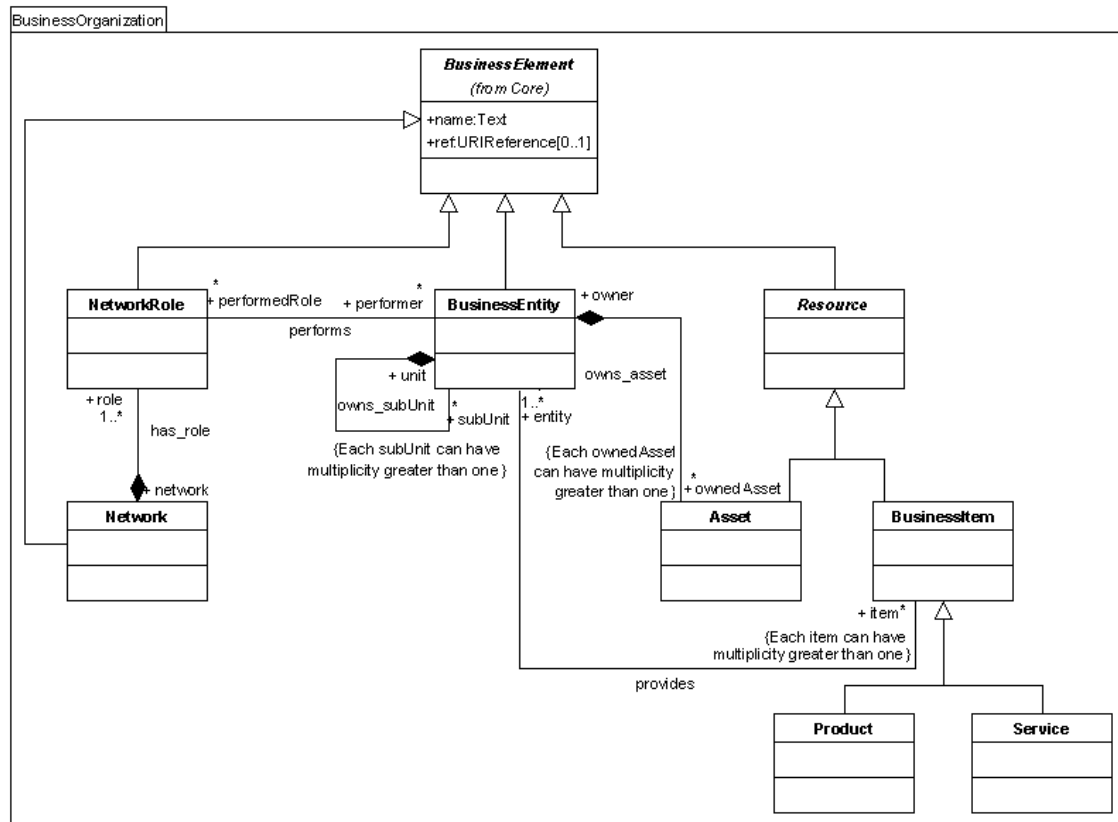 BusinessOrganization
BusinessElement
(from Core)
+name:Text
+ref:URIReference[0..1]
NetworkRole
*
+ performedRole
performs
*
+ performer
BusinessEntity
+ owner
Resource
+ unit
owns_subUnit
*
+ subUnit
{Each subUnit can have
multiplicity greater than one }
1..*
+ entity
owns_asset
{Each ownedAsset
can have multiplicity
greater than one }
*
+ ownedAsset
+ role
1..*
has_role
+ network
Network
Asset
BusinessItem
+ item*
{Each item can have
multiplicity greater than one }
provides
Product
Service